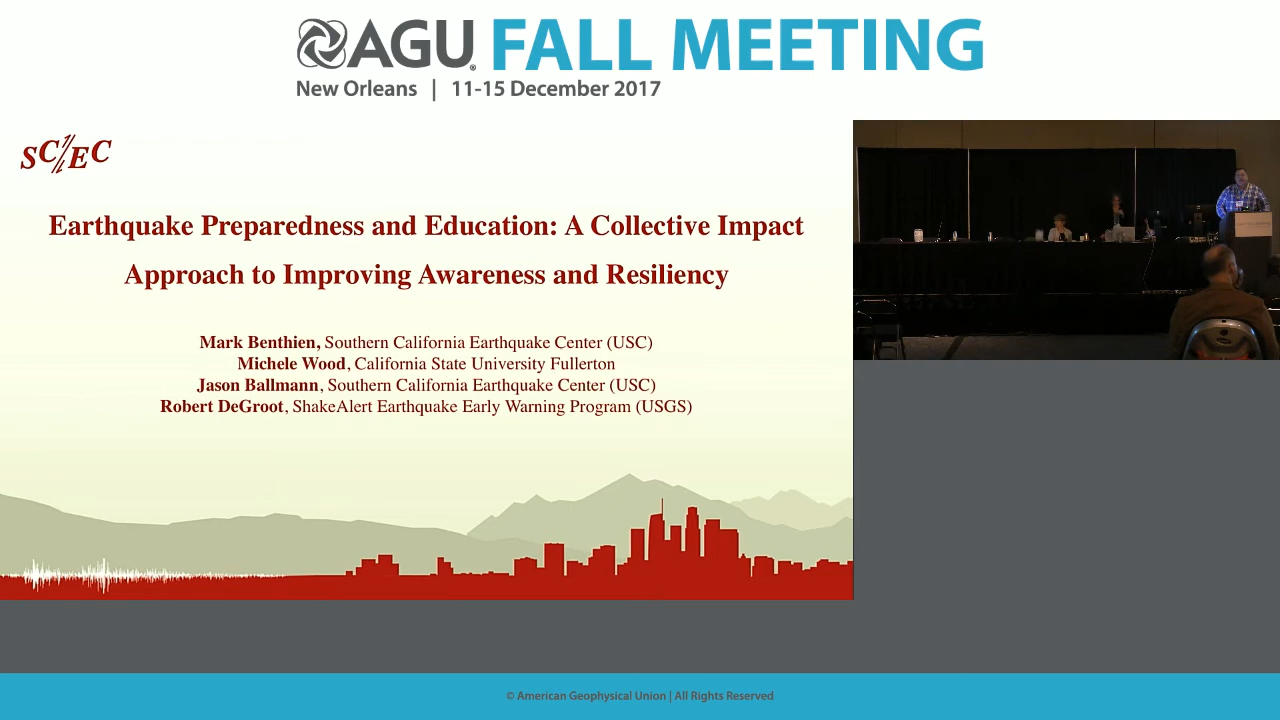 AGU FALL MEETING
New Orleans | 11-15 December 2017
SC//EC
Earthquake Preparedness and Education: A Collective Impact
Approach to Improving Awareness and Resiliency
Mark Benthien, Southern California Earthquake Center (USC)
Michele Wood, California State University Fullerton
Jason Ballmann, Southern California Earthquake Center (USC)
Robert DeGroot, ShakeAlert Earthquake Early Warning Program (USGS)
© American Geophysical Union | All Rights Reserved